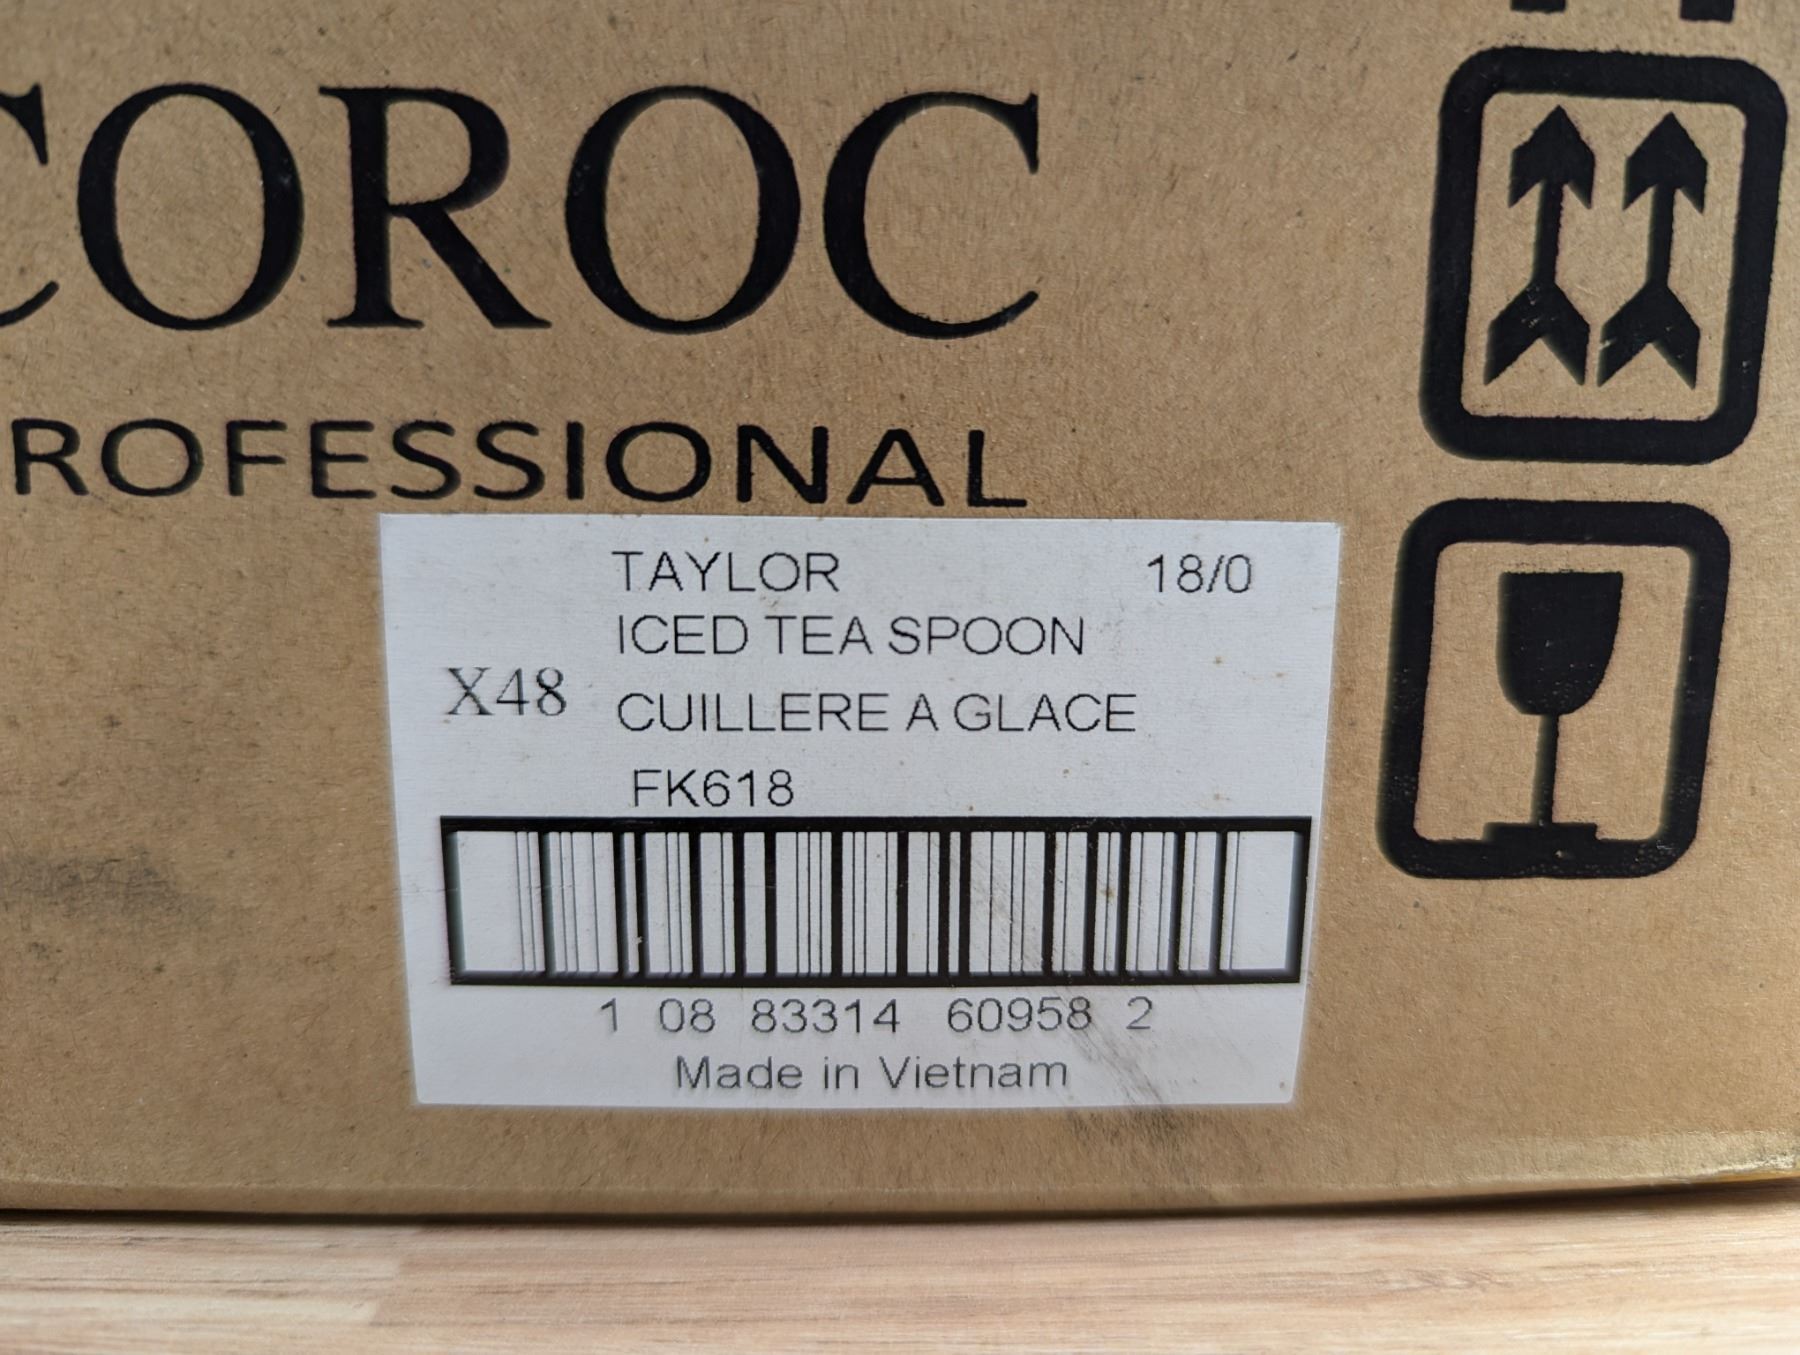 COROC
ROFESSIONAL
TAYLOR 18/0
ICED TEA SPOON
X48
CUILLERE A GLACE
FK618
1 08 83314 60958 2
Made in Vietnam